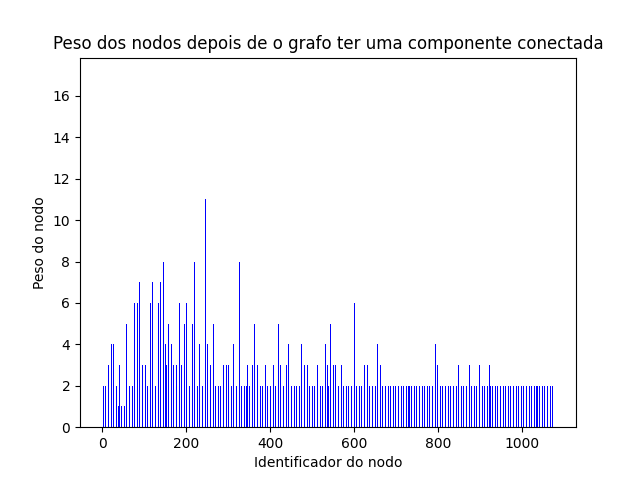 Peso dos nodos depois de o grafo ter uma componente conectada
16
14
12
10
8
6
4
2
0
Peso do nodo
0 200 400 600 800 1000
Identificador do nodo